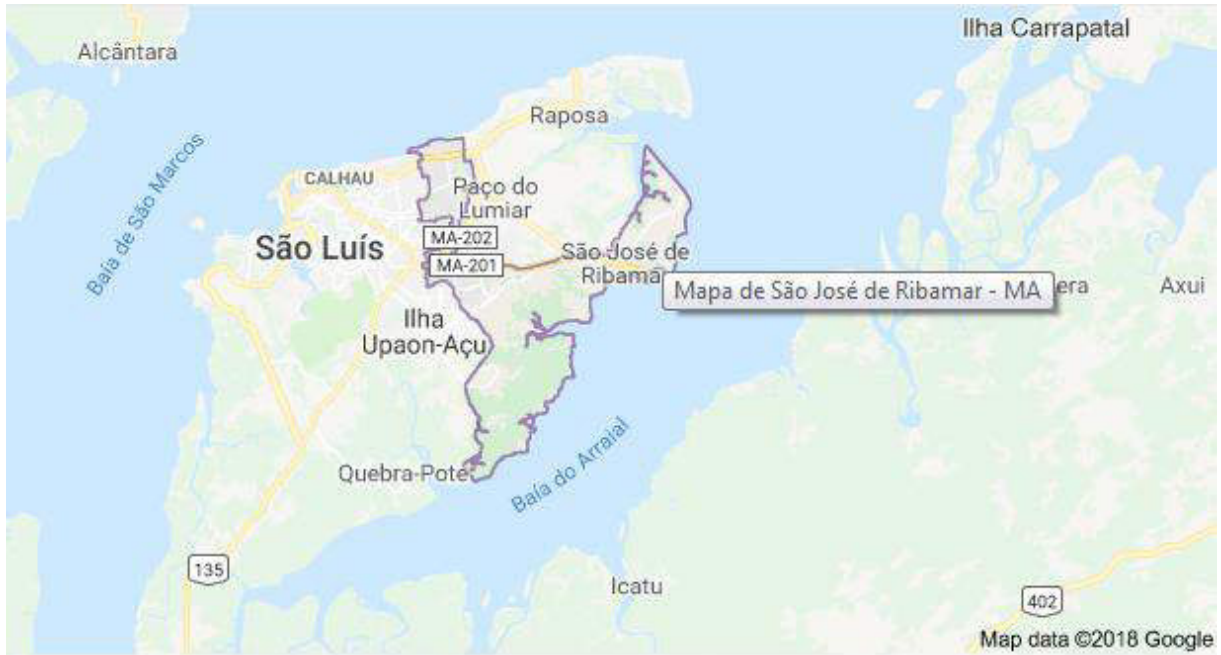 Ilha Carrapatal
Alcântara
Raposa
Baía de São Marcos
CALHAU
Paço do
Lumiar
MA-202
São Luís
São José de
Ribamar
MA-201
Mapa de São José de Ribamar - MA
era
Axui
Ilha
Upaon-Açu
Quebra-Pote
Baía do Arraial
135
Icatu
402
Map data ©2018 Google